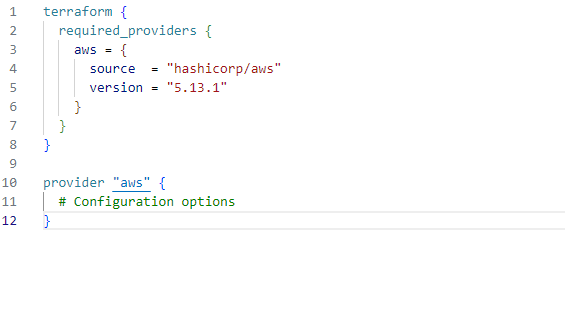 1 terraform {
2   required_providers {
3     aws = {
4       source  = "hashicorp/aws"
5       version = "5.13.1"
6     }
7   }
8 }
9
10 provider "aws" {
11   # Configuration options
12 }